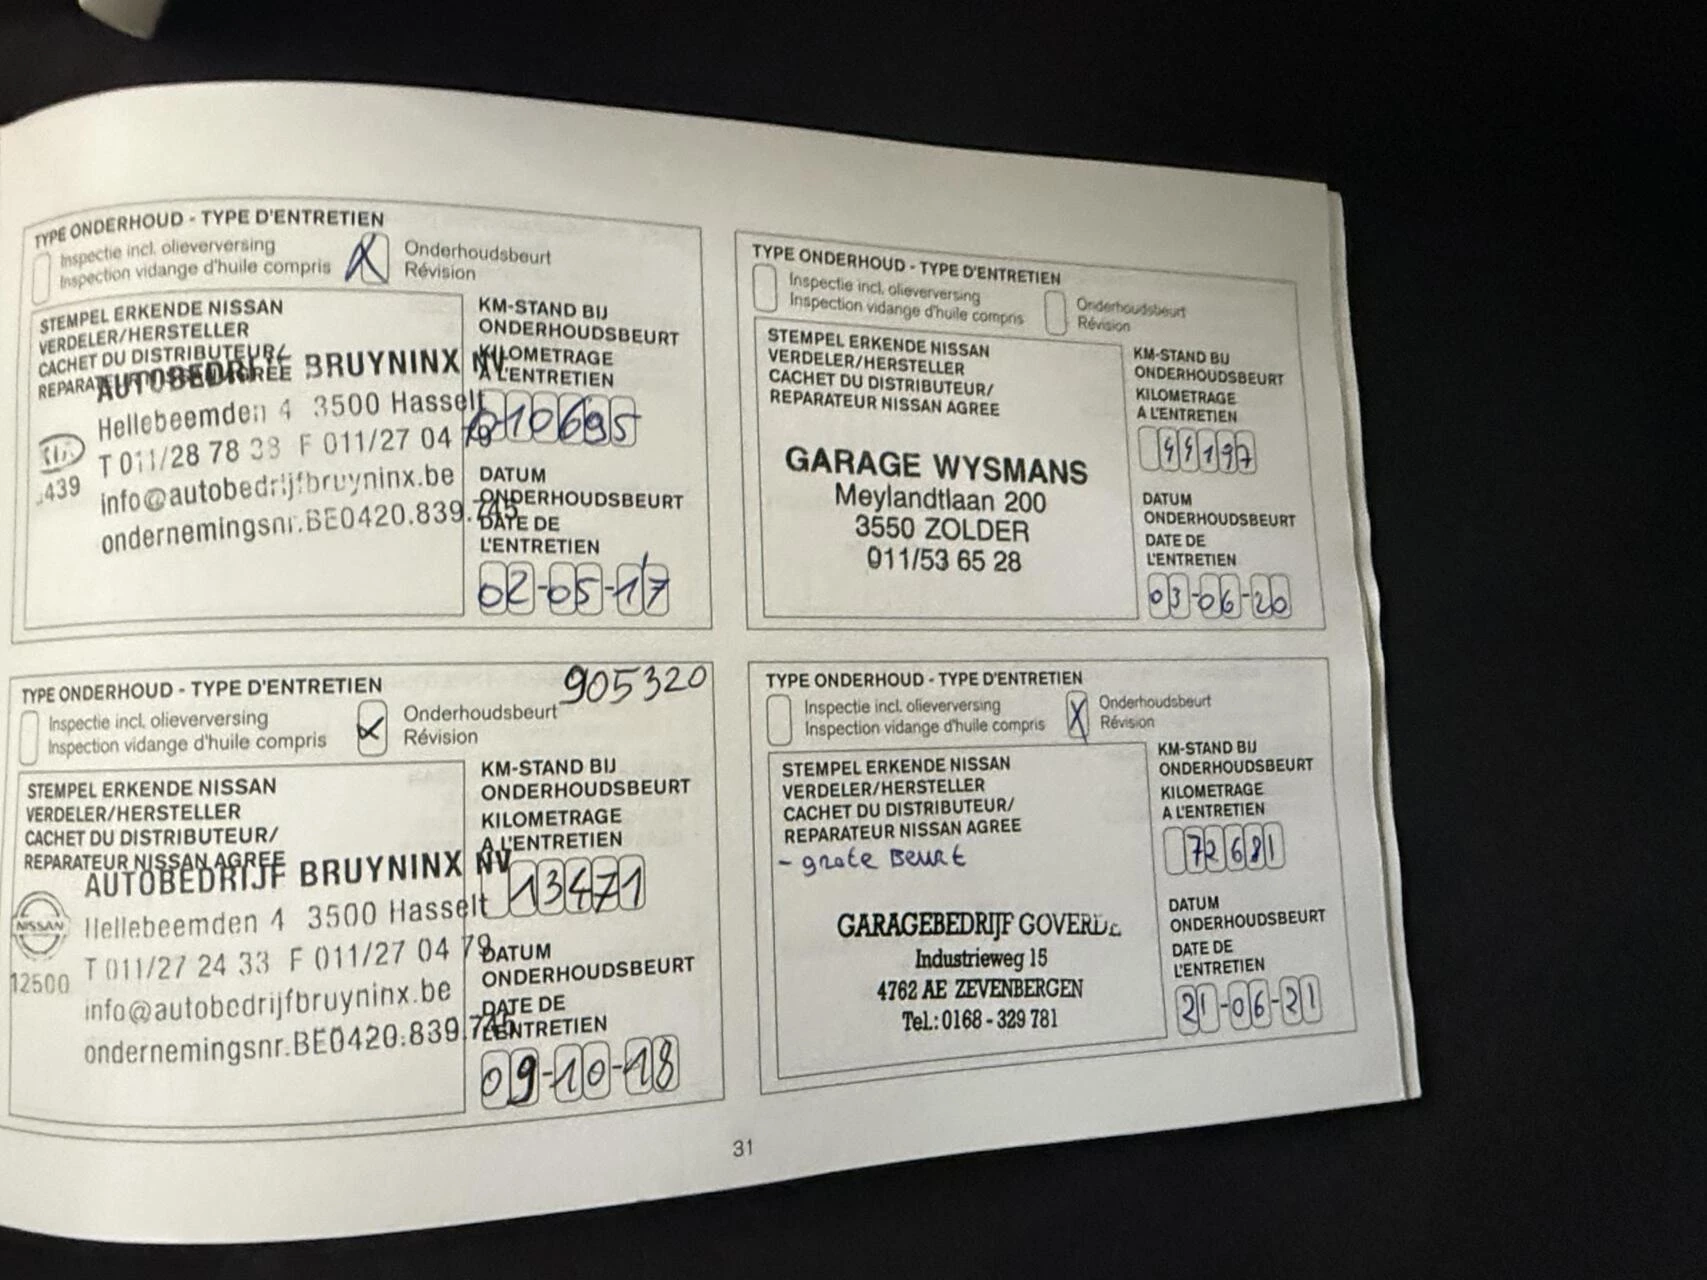 TYPE ONDERHOUD - TYPE D'ENTRETIEN
Inspectie incl. olieverversing
Inspection vidange d'huile compris
X
Onderhoudsbeurt
Révision
STEMPEL ERKENDE NISSAN
VERDELER/HERSTELLER
CACHET DU DISTRIBUTEUR/
REPARATEUR NISSAN AGREE
AUTOBEDRIJF BRUYNINX NV
Hellebeemden 4 3500 Hasselt
T 011/28 78 38 F 011/27 04 79
info@autobedrijfbruyninx.be
ondernemingsnr.BE0420.839.745
KIA
439
KM-STAND BIJ
ONDERHOUDSBEURT
KILOMETRAGE
A L'ENTRETIEN
010695
DATUM
ONDERHOUDSBEURT
DATE DE
L'ENTRETIEN
02-05-17
TYPE ONDERHOUD - TYPE D'ENTRETIEN
905320
Inspectie incl. olieverversing
Inspection vidange d'huile compris
X
Onderhoudsbeurt
Révision
STEMPEL ERKENDE NISSAN
VERDELER/HERSTELLER
CACHET DU DISTRIBUTEUR/
REPARATEUR NISSAN AGREE
AUTOBEDRIJF BRUYNINX NV
Hellebeemden 4 3500 Hasselt
T 011/27 24 33 F 011/27 04 79
info@autobedrijfbruyninx.be
ondernemingsnr.BE0420.839.745
NISSAN
12500
KM-STAND BIJ
ONDERHOUDSBEURT
KILOMETRAGE
A L'ENTRETIEN
13471
DATUM
ONDERHOUDSBEURT
DATE DE
L'ENTRETIEN
09-10-18
TYPE ONDERHOUD - TYPE D'ENTRETIEN
Inspectie incl. olieverversing
Inspection vidange d'huile compris
Onderhoudsbeurt
Révision
STEMPEL ERKENDE NISSAN
VERDELER/HERSTELLER
CACHET DU DISTRIBUTEUR/
REPARATEUR NISSAN AGREE
GARAGE WYSMANS
Meylandtlaan 200
3550 ZOLDER
011/53 65 28
KM-STAND BIJ
ONDERHOUDSBEURT
KILOMETRAGE
A L'ENTRETIEN
44197
DATUM
ONDERHOUDSBEURT
DATE DE
L'ENTRETIEN
03-06-20
TYPE ONDERHOUD - TYPE D'ENTRETIEN
Inspectie incl. olieverversing
Inspection vidange d'huile compris
X
Onderhoudsbeurt
Révision
STEMPEL ERKENDE NISSAN
VERDELER/HERSTELLER
CACHET DU DISTRIBUTEUR/
REPARATEUR NISSAN AGREE
- grote Beurt
GARAGEBEDRIJF GOVERDE
Industrieweg 15
4762 AE ZEVENBERGEN
Tel.: 0168 - 329 781
KM-STAND BIJ
ONDERHOUDSBEURT
KILOMETRAGE
A L'ENTRETIEN
72681
DATUM
ONDERHOUDSBEURT
DATE DE
L'ENTRETIEN
21-06-21
31